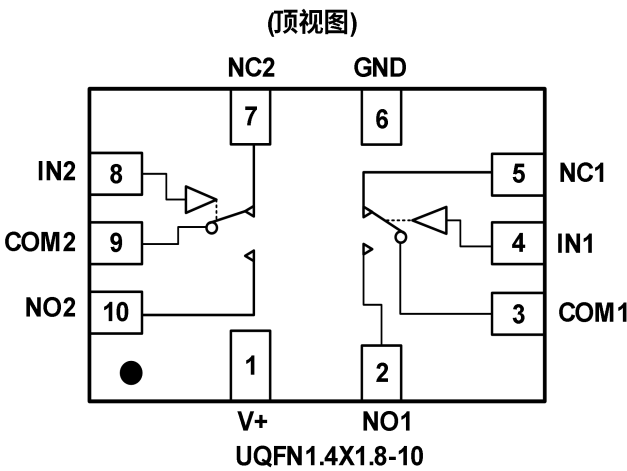 (顶视图)
NC2 GND
7 6
IN2 8 5 NC1
COM2 9 4 IN1
NO2 10 3 COM1
1 2
V+ NO1
UQFN1.4X1.8-10